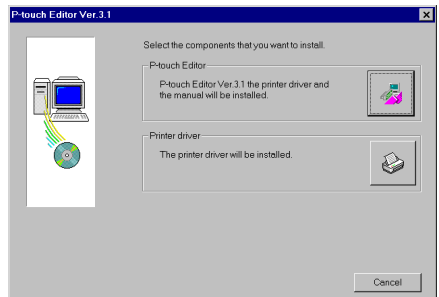 P-touch Editor Ver.3.1
Select the components that you want to install.
P-touch Editor
P-touch Editor Ver.3.1 the printer driver and
the manual will be installed.
Printer driver
The printer driver will be installed.
Cancel